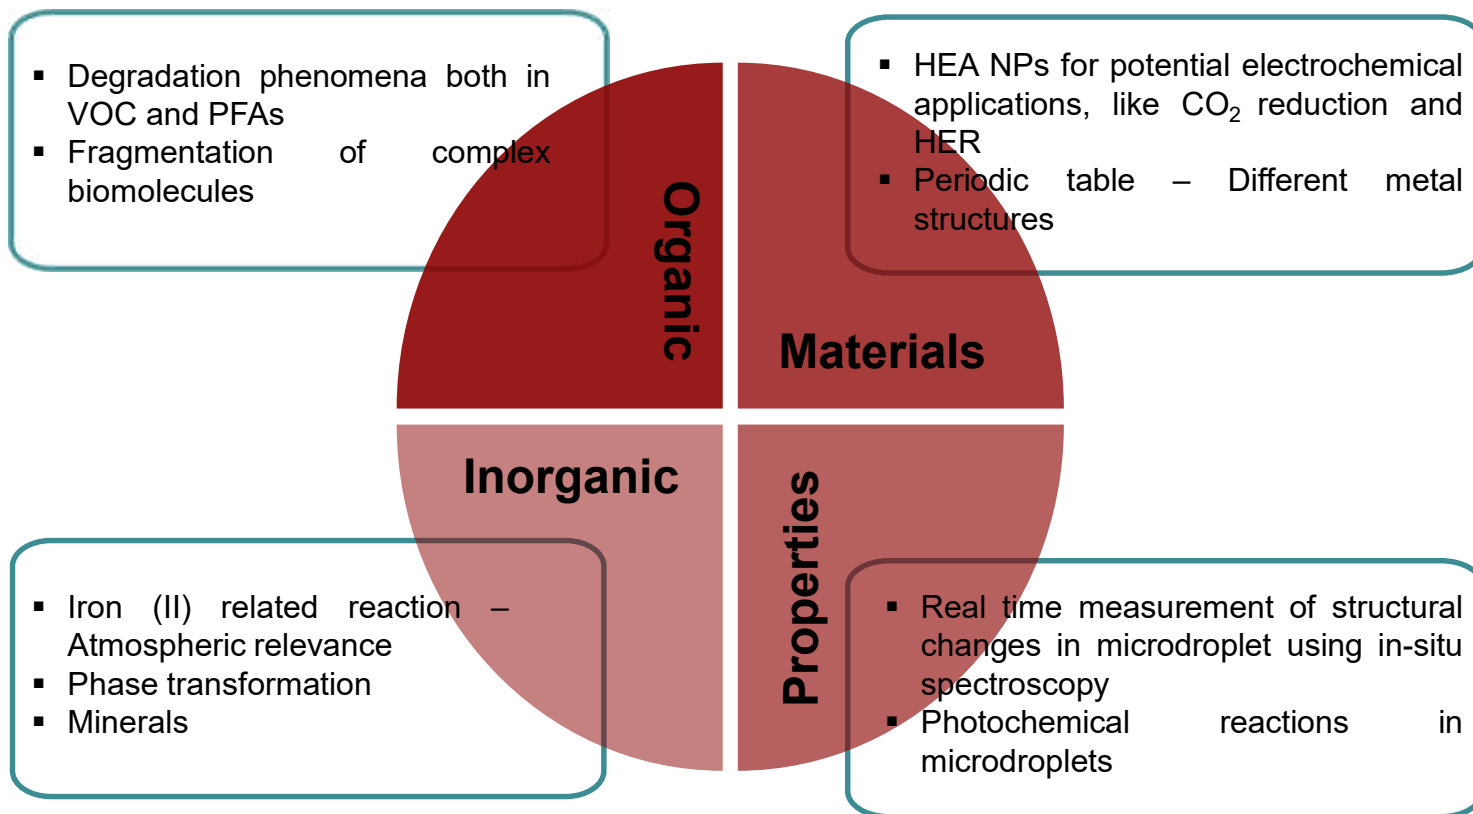 ▪ Degradation phenomena both in
VOC and PFAs
▪ Fragmentation of complex
biomolecules
▪ HEA NPs for potential electrochemical
applications, like CO₂ reduction and
HER
▪ Periodic table – Different metal
structures
Organic
Materials
Inorganic
Properties
▪ Iron (II) related reaction –
Atmospheric relevance
▪ Phase transformation
▪ Minerals
▪ Real time measurement of structural
changes in microdroplet using in-situ
spectroscopy
▪ Photochemical reactions in
microdroplets